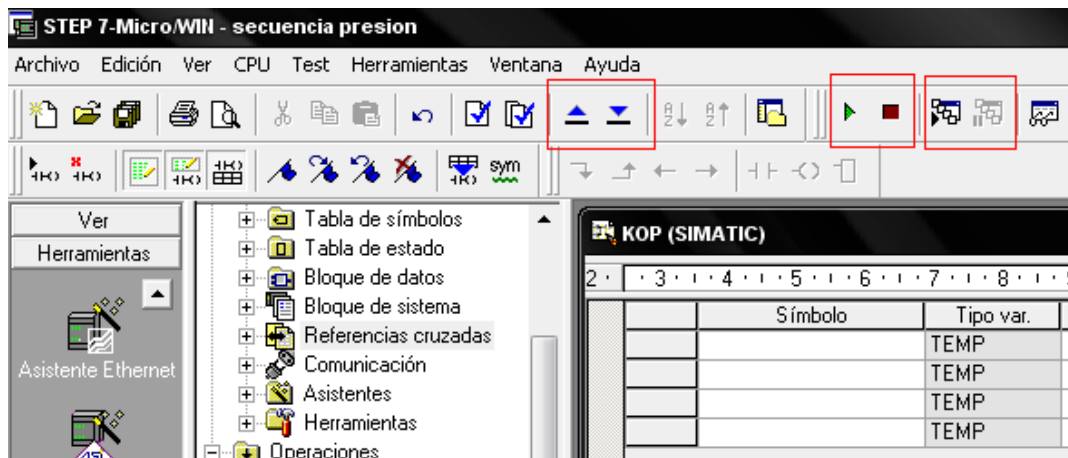 STEP 7-Micro/WIN - secuencia presion
Archivo Edición Ver CPU Test Herramientas Ventana Ayuda
sym
Ver
Herramientas
Asistente Ethernet
Tabla de símbolos
Tabla de estado
Bloque de datos
Bloque de sistema
Referencias cruzadas
Comunicación
Asistentes
Herramientas
Operaciones
KOP (SIMATIC)
2 · 3 · 4 · 5 · 6 · 7 · 8 ·
Símbolo Tipo var.
TEMP
TEMP
TEMP
TEMP